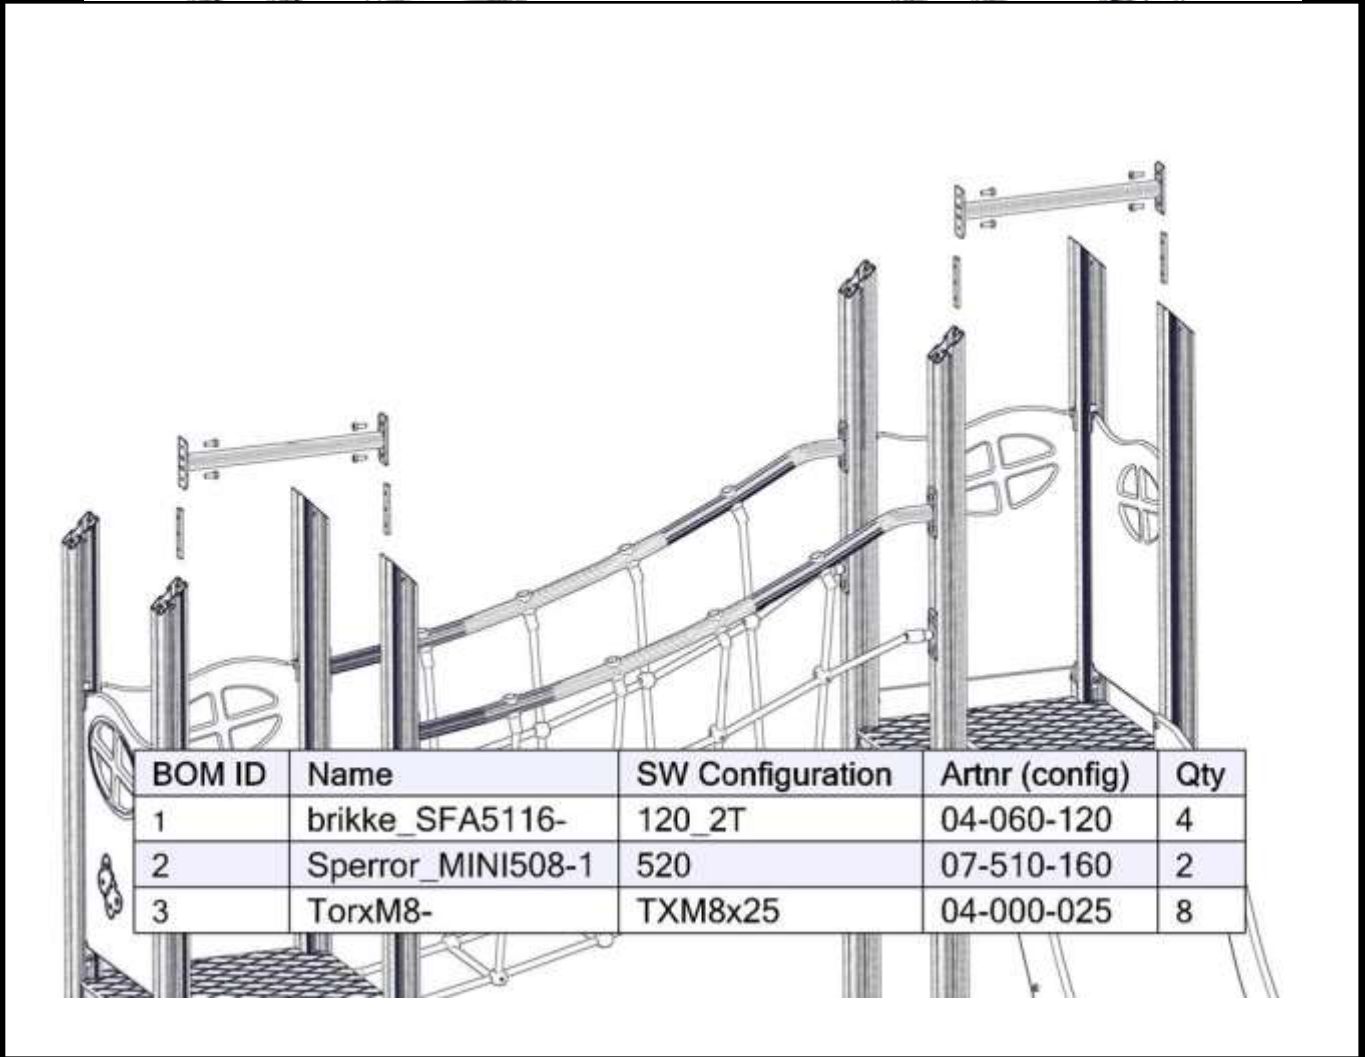 BOM ID Name SW Configuration Artnr (config) Qty
1 brikke_SFA5116- 120_2T 04-060-120 4
2 Sperror_MINI508-1 520 07-510-160 2
3 TorxM8- TXM8x25 04-000-025 8